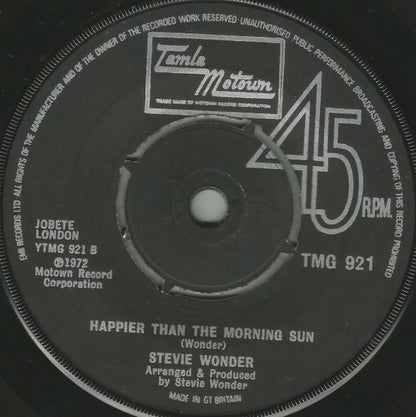 EMI RECORDS LTD ALL RIGHTS OF THE MANUFACTURER AND OF THE OWNER OF THE RECORDED WORK RESERVED·UNAUTHORISED PUBLIC PERFORMANCE BROADCASTING AND COPYING OF THIS RECORD PROHIBITED
Tamla
Motown
TRADE MARK OF MOTOWN RECORD CORPORATION
45
R.P.M.
JOBETE
LONDON
YTMG 921 B
℗1972
Motown Record
Corporation
TMG 921
HAPPIER THAN THE MORNING SUN
(Wonder)
STEVIE WONDER
Arranged & Produced
by Stevie Wonder
MADE IN GT BRITAIN